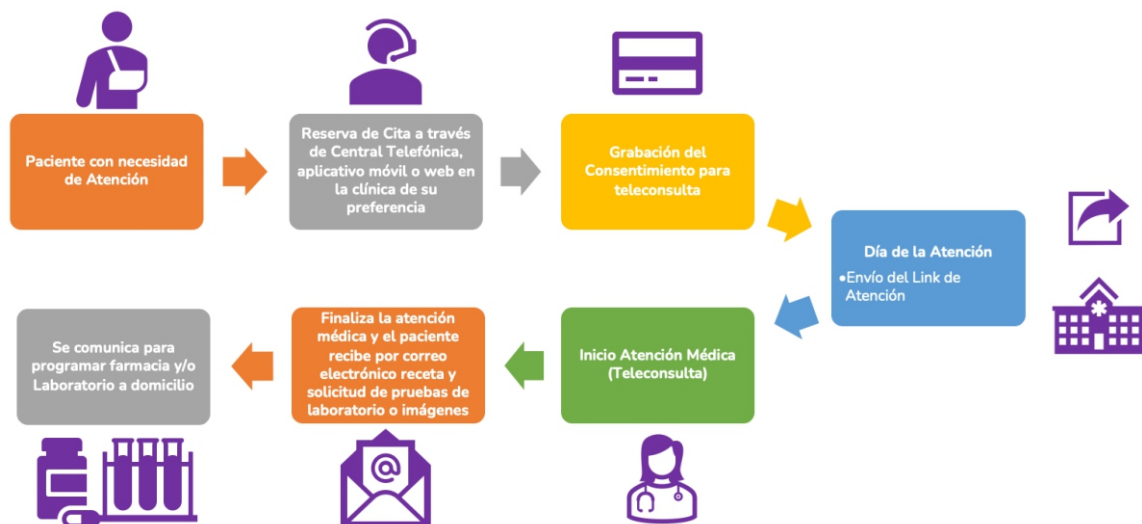 Paciente con necesidad
de Atención
Reserva de Cita a través
de Central Telefónica,
aplicativo móvil o web en
la clínica de su
preferencia
Grabación del
Consentimiento para
teleconsulta
Día de la Atención
•Envío del Link de
Atención
Inicio Atención Médica
(Teleconsulta)
Finaliza la atención
médica y el paciente
recibe por correo
electrónico receta y
solicitud de pruebas de
laboratorio o imágenes
@
Se comunica para
programar farmacia y/o
Laboratorio a domicilio